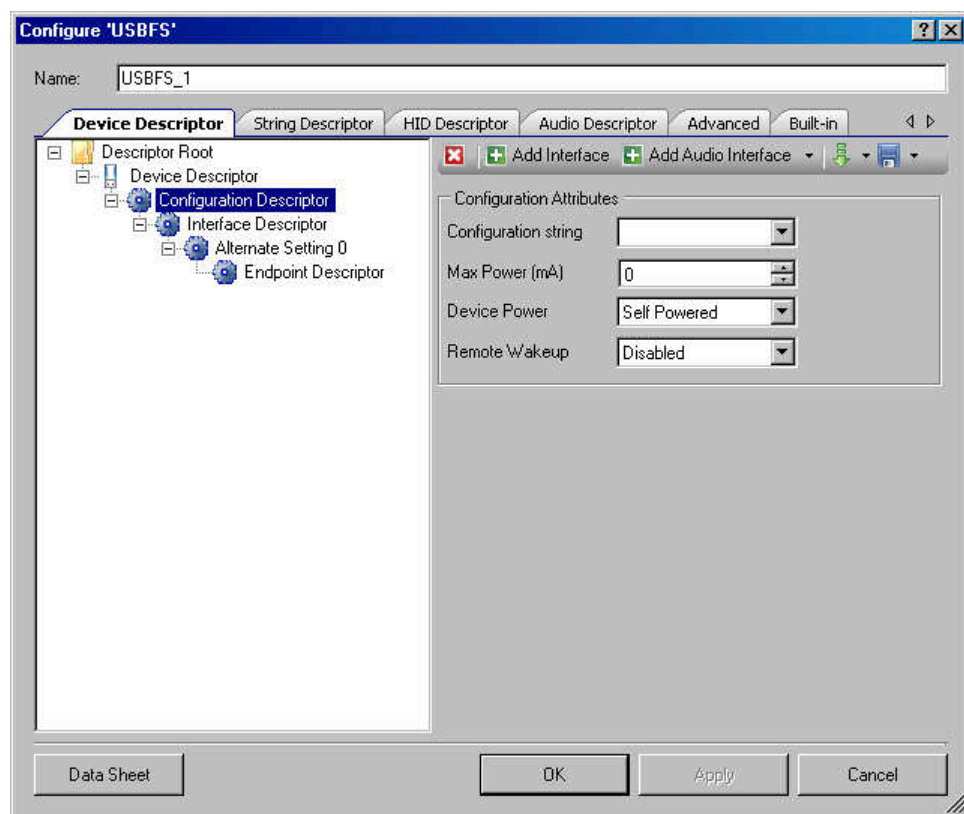 Configure 'USBFS'
Name: USBFS_1
Device Descriptor String Descriptor HID Descriptor Audio Descriptor Advanced Built-in
Descriptor Root
Device Descriptor
Configuration Descriptor
Interface Descriptor
Alternate Setting 0
Endpoint Descriptor
Add Interface Add Audio Interface
Configuration Attributes
Configuration string
Max Power (mA) 0
Device Power Self Powered
Remote Wakeup Disabled
Data Sheet OK Apply Cancel